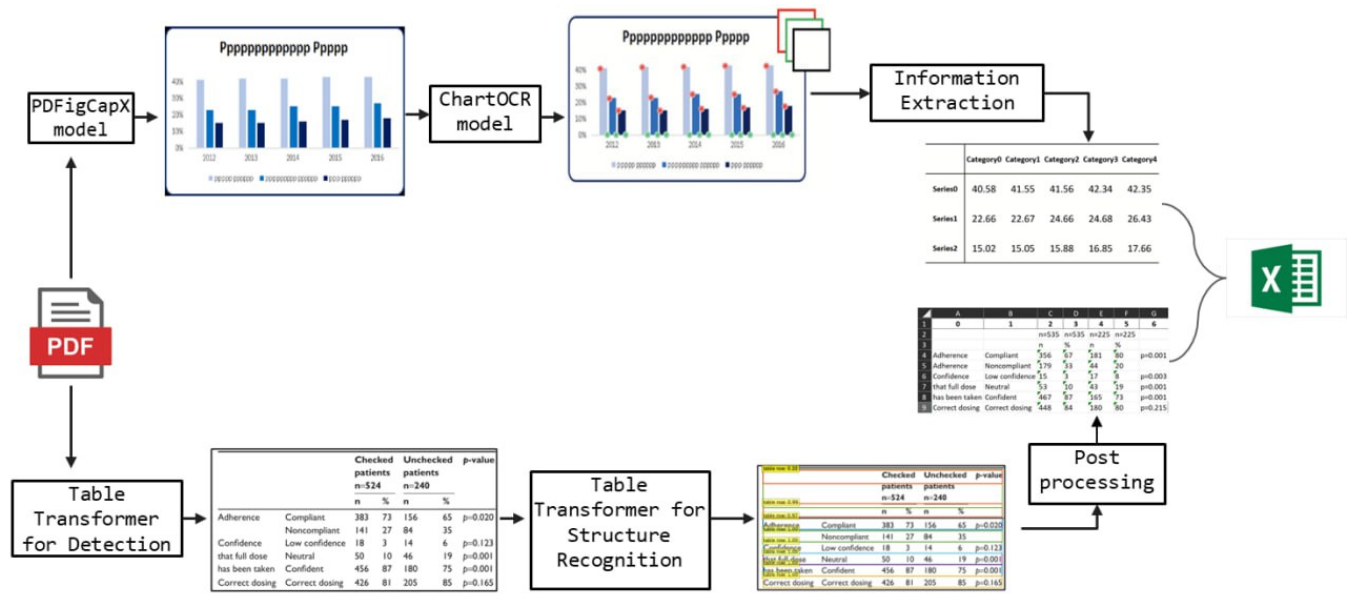 PDFigCapX
model
Ppppppppppppp Ppppp
40%
30%
20%
10%
0%
2012 2013 2014 2015 2016
ChartOCR
model
Ppppppppppppp Ppppp
40%
30%
20%
10%
0%
2012 2013 2014 2015 2016
Information
Extraction
Category0 Category1 Category2 Category3 Category4
Series0 40.58 41.55 41.56 42.34 42.35
Series1 22.66 22.67 24.66 24.68 26.43
Series2 15.02 15.05 15.88 16.85 17.66
X
PDF
A B C D E F G
1 0 1 2 3 4 5 6
2 n=535 n=535 n=225 n=225
3 n % n %
4 Adherence Compliant 356 67 181 80 p=0.001
5 Adherence Noncompliant 179 33 44 20
6 Confidence Low confidence 15 3 17 8 p=0.003
7 that full dose Neutral 53 10 43 19 p=0.001
8 has been taken Confident 467 87 165 73 p=0.001
9 Correct dosing Correct dosing 448 84 180 80 p=0.215
Table
Transformer
for Detection
Checked Unchecked p-value
patients patients
n=524 n=240
n % n %
Adherence Compliant 383 73 156 65 p=0.020
Noncompliant 141 27 84 35
Confidence Low confidence 18 3 14 6 p=0.123
that full dose Neutral 50 10 46 19 p=0.001
has been taken Confident 456 87 180 75 p=0.001
Correct dosing Correct dosing 426 81 205 85 p=0.165
Table
Transformer for
Structure
Recognition
Checked Unchecked p-value
patients patients
n=524 n=240
n % n %
Adherence Compliant 383 73 156 65 p=0.020
Noncompliant 141 27 84 35
Confidence Low confidence 18 3 14 6 p=0.123
that full dose Neutral 50 10 46 19 p=0.001
has been taken Confident 456 87 180 75 p=0.001
Correct dosing Correct dosing 426 81 205 85 p=0.165
Post
processing